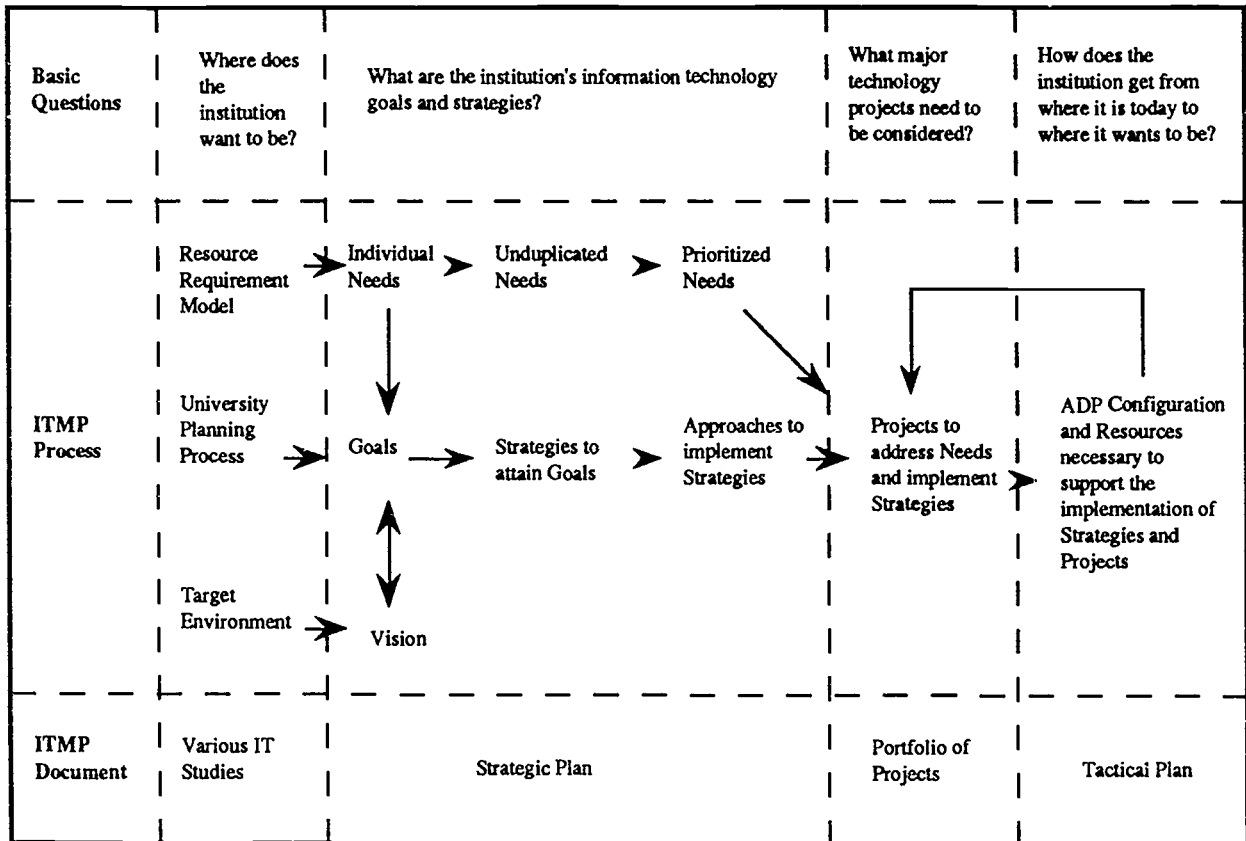 Basic
Questions
Where does
the
institution
want to be?
What are the institution's information technology
goals and strategies?
What major
technology
projects need to
be considered?
How does the
institution get from
where it is today to
where it wants to be?
ITMP
Process
Resource
Requirement
Model
Individual
Needs
Unduplicated
Needs
Prioritized
Needs
University
Planning
Process
Goals
Strategies to
attain Goals
Approaches to
implement
Strategies
Projects to
address Needs
and implement
Strategies
ADP Configuration
and Resources
necessary to
support the
implementation of
Strategies and
Projects
Target
Environment
Vision
ITMP
Document
Various IT
Studies
Strategic Plan
Portfolio of
Projects
Tactical Plan